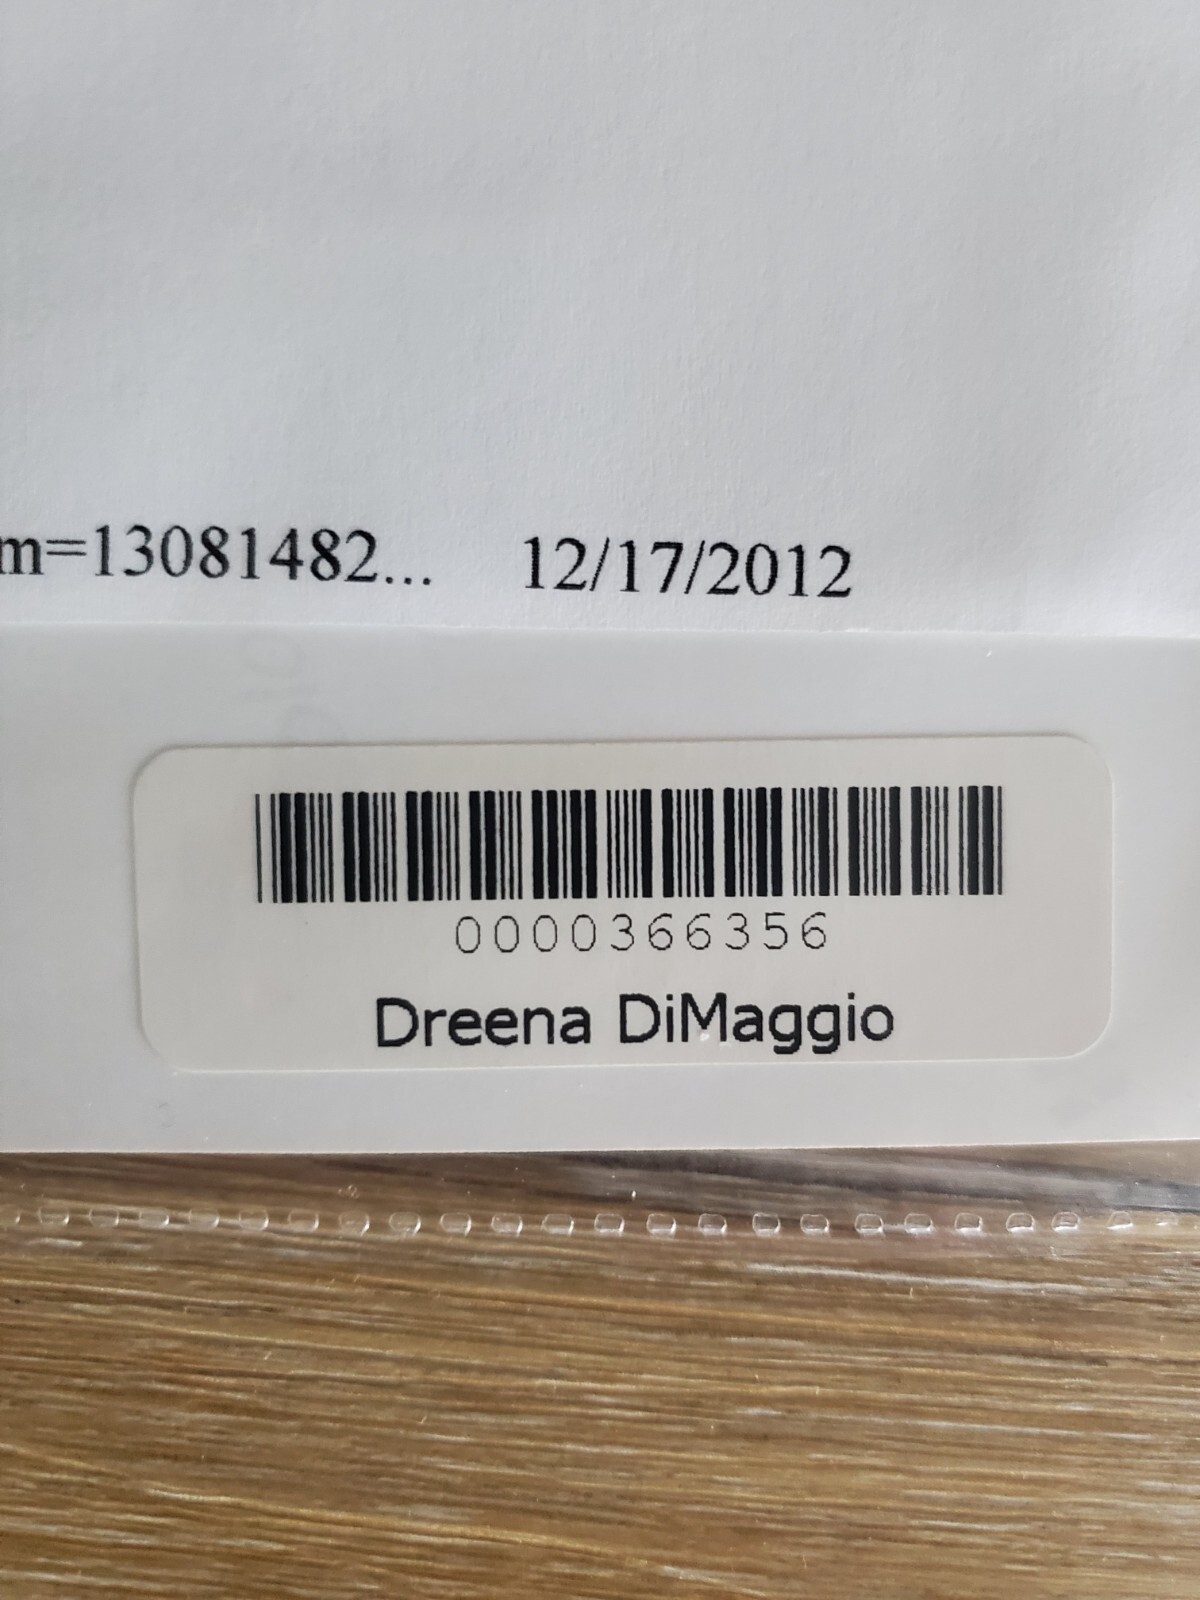 m=13081482... 12/17/2012
0000366356
Dreena DiMaggio